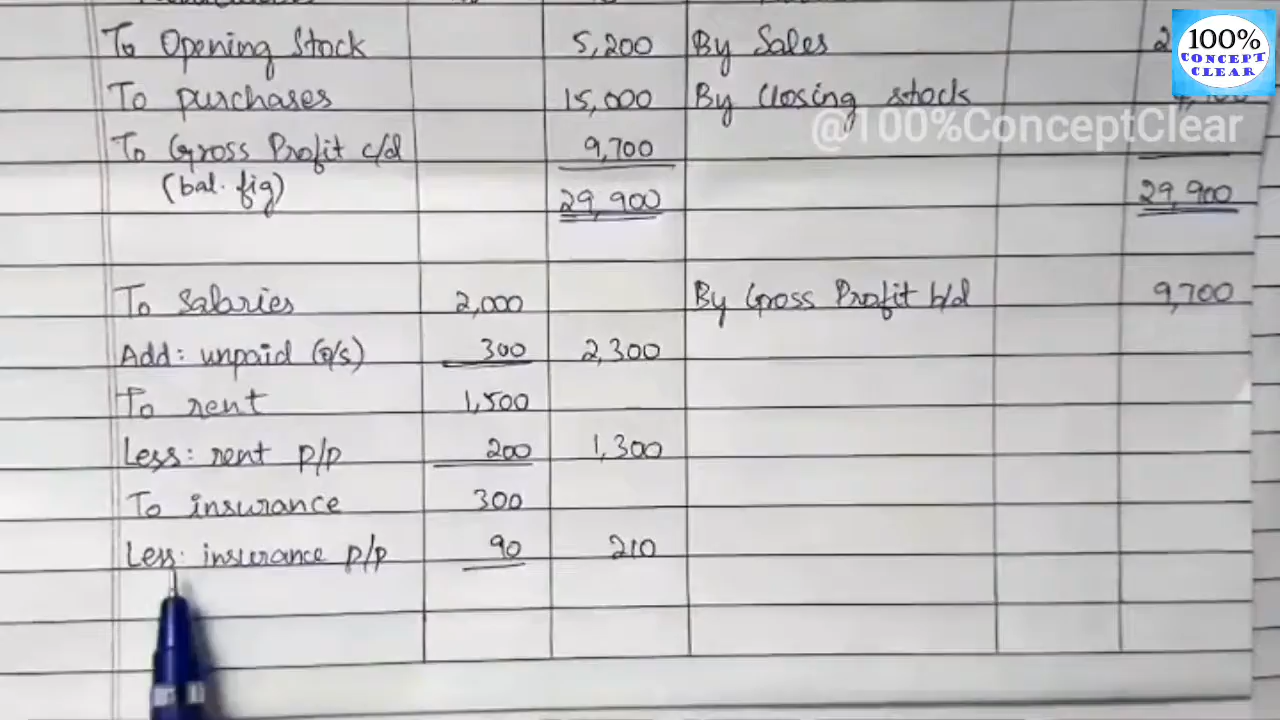 To Opening Stock 5,200 By Sales
To purchases 15,000 By Closing stock
To Gross Profit c/d 9,700
(bal. fig) 29,900 29,900
To Salaries 2,000 By Gross Profit b/d 9,700
Add: unpaid (o/s) 300 2,300
To rent 1,500
Less: rent p/p 200 1,300
To insurance 300
Less: insurance p/p 90 210
100%
CONCEPT
CLEAR
@100%ConceptClear